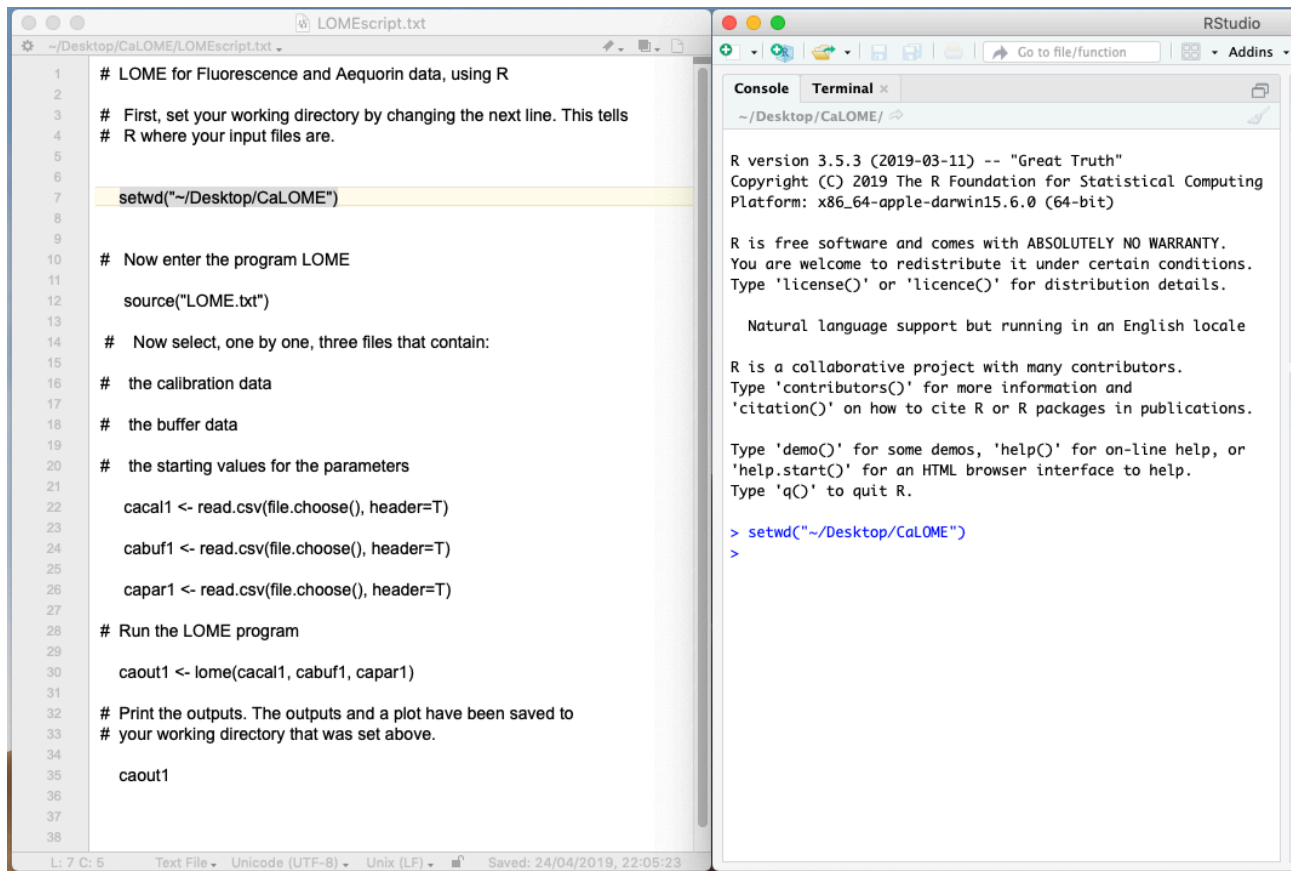 LOMEscript.txt
~/Desktop/CaLOME/LOMEscript.txt
1 # LOME for Fluorescence and Aequorin data, using R
2
3 # First, set your working directory by changing the next line. This tells
4 # R where your input files are.
5
6
7 setwd("~/Desktop/CaLOME")
8
9
10 # Now enter the program LOME
11
12 source("LOME.txt")
13
14 # Now select, one by one, three files that contain:
15
16 # the calibration data
17
18 # the buffer data
19
20 # the starting values for the parameters
21
22 cacal1 <- read.csv(file.choose(), header=T)
23
24 cabuf1 <- read.csv(file.choose(), header=T)
25
26 capar1 <- read.csv(file.choose(), header=T)
27
28 # Run the LOME program
29
30 caout1 <- lome(cacal1, cabuf1, capar1)
31
32 # Print the outputs. The outputs and a plot have been saved to
33 # your working directory that was set above.
34
35 caout1
36
37
38
L: 7 C: 5 Text File Unicode (UTF-8) Unix (LF) Saved: 24/04/2019, 22:05:23
RStudio
Go to file/function Addins
Console Terminal
~/Desktop/CaLOME/
R version 3.5.3 (2019-03-11) -- "Great Truth"
Copyright (C) 2019 The R Foundation for Statistical Computing
Platform: x86_64-apple-darwin15.6.0 (64-bit)
R is free software and comes with ABSOLUTELY NO WARRANTY.
You are welcome to redistribute it under certain conditions.
Type 'license()' or 'licence()' for distribution details.
Natural language support but running in an English locale
R is a collaborative project with many contributors.
Type 'contributors()' for more information and
'citation()' on how to cite R or R packages in publications.
Type 'demo()' for some demos, 'help()' for on-line help, or
'help.start()' for an HTML browser interface to help.
Type 'q()' to quit R.
> setwd("~/Desktop/CaLOME")
>